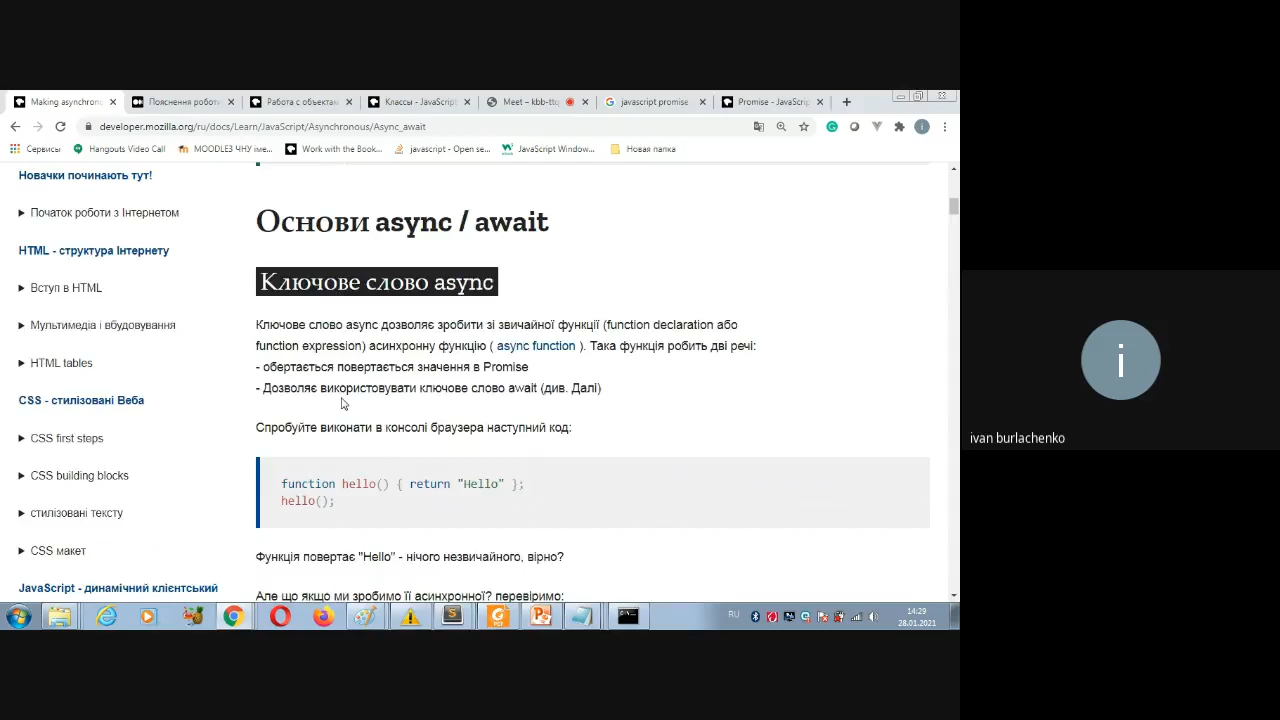 Making asynchrono
Пояснення роботи
Работа с объектам
Классы - JavaScript
Meet – kbb-ttq
javascript promise
Promise - JavaScrip
developer.mozilla.org/ru/docs/Learn/JavaScript/Asynchronous/Async_await
Сервисы
Hangouts Video Call
MOODLE3 ЧНУ іме...
Work with the Book...
javascript - Open se...
JavaScript Window...
Новая папка
Новачки починають тут!
Початок роботи з Інтернетом
HTML - структура Інтернету
Вступ в HTML
Мультимедіа і вбудовування
HTML tables
CSS - стилізовані Веба
CSS first steps
CSS building blocks
стилізовані тексту
CSS макет
JavaScript - динамічний клієнтський
Основи async / await
Ключове слово async
Ключове слово async дозволяє зробити зі звичайної функції (function declaration або
function expression) асинхронну функцію ( async function ). Така функція робить дві речі:
- обертається повертається значення в Promise
- Дозволяє використовувати ключове слово await (див. Далі)
Спробуйте виконати в консолі браузера наступний код:
function hello() { return "Hello" };
hello();
Функція повертає "Hello" - нічого незвичайного, вірно?
Але що якщо ми зробимо її асинхронної? перевіримо:
RU
14:29
28.01.2021
i
ivan burlachenko